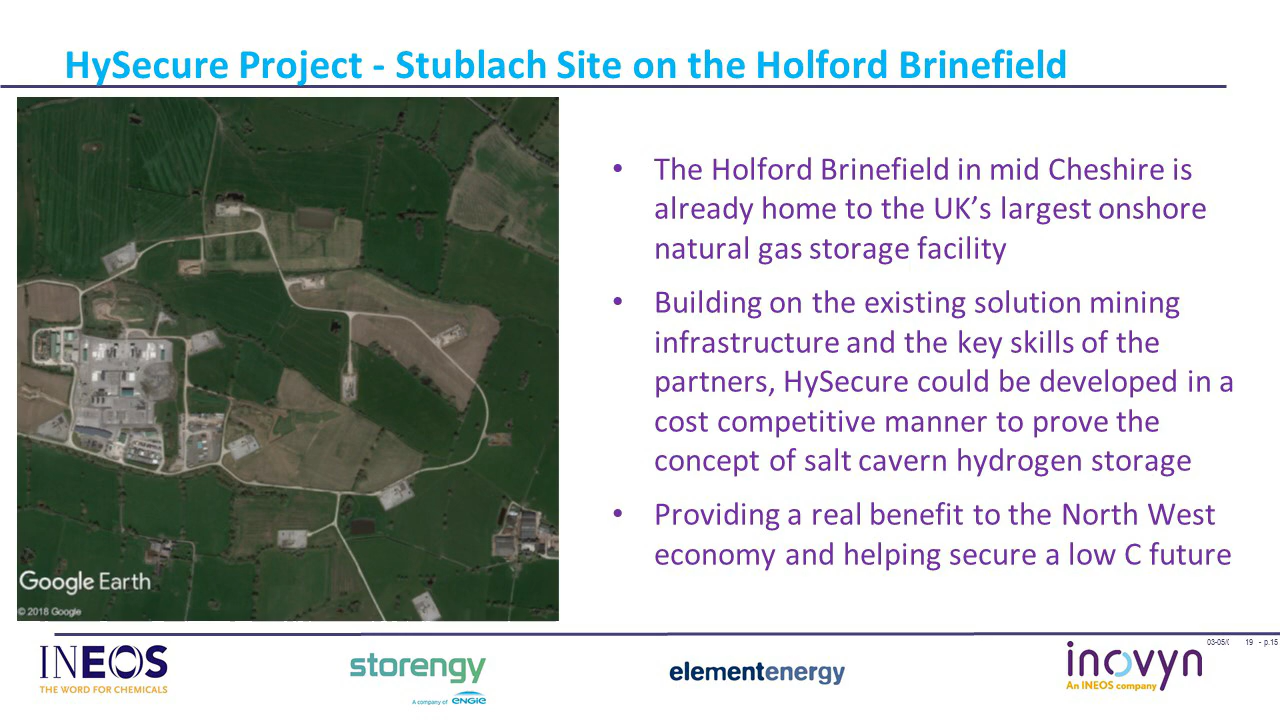 HySecure Project - Stublach Site on the Holford Brinefield
• The Holford Brinefield in mid Cheshire is
already home to the UK’s largest onshore
natural gas storage facility
• Building on the existing solution mining
infrastructure and the key skills of the
partners, HySecure could be developed in a
cost competitive manner to prove the
concept of salt cavern hydrogen storage
• Providing a real benefit to the North West
economy and helping secure a low C future
Google Earth
© 2018 Google
03-05/ 19 - p.15
INEOS
THE WORD FOR CHEMICALS
storengy
A company of ENGIE
elementenergy
inovyn
An INEOS company